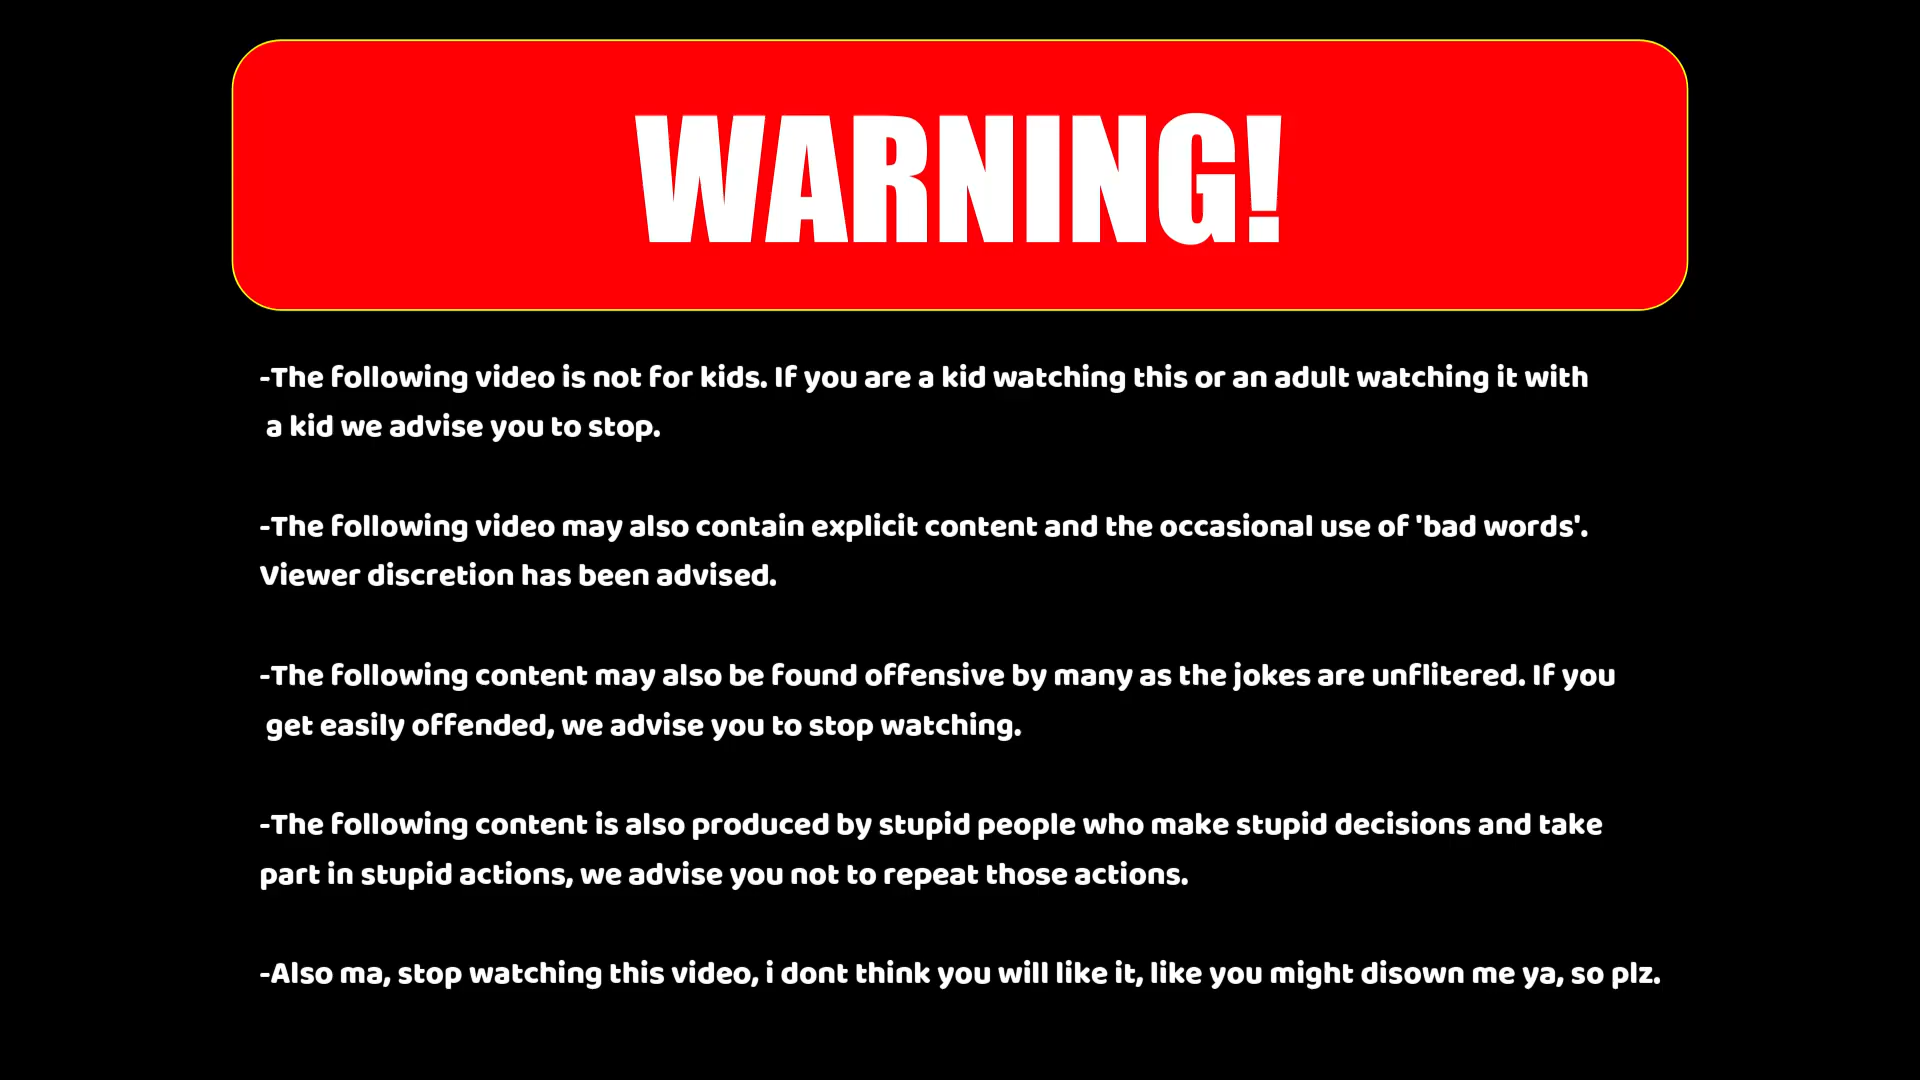 WARNING!
-The following video is not for kids. If you are a kid watching this or an adult watching it with
a kid we advise you to stop.
-The following video may also contain explicit content and the occasional use of 'bad words'.
Viewer discretion has been advised.
-The following content may also be found offensive by many as the jokes are unflitered. If you
get easily offended, we advise you to stop watching.
-The following content is also produced by stupid people who make stupid decisions and take
part in stupid actions, we advise you not to repeat those actions.
-Also ma, stop watching this video, i dont think you will like it, like you might disown me ya, so plz.